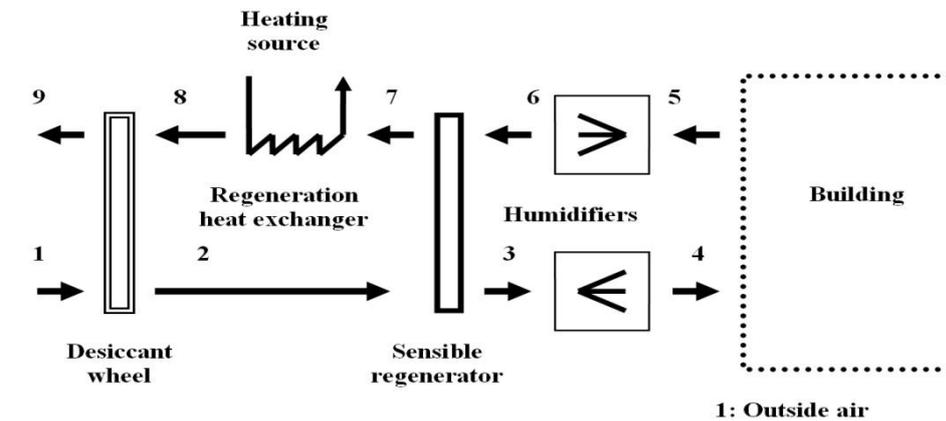 Heating
source
9
8
7
6
5
Regeneration
heat exchanger
Humidifiers
Building
1
2
3
4
Desiccant
wheel
Sensible
regenerator
1: Outside air